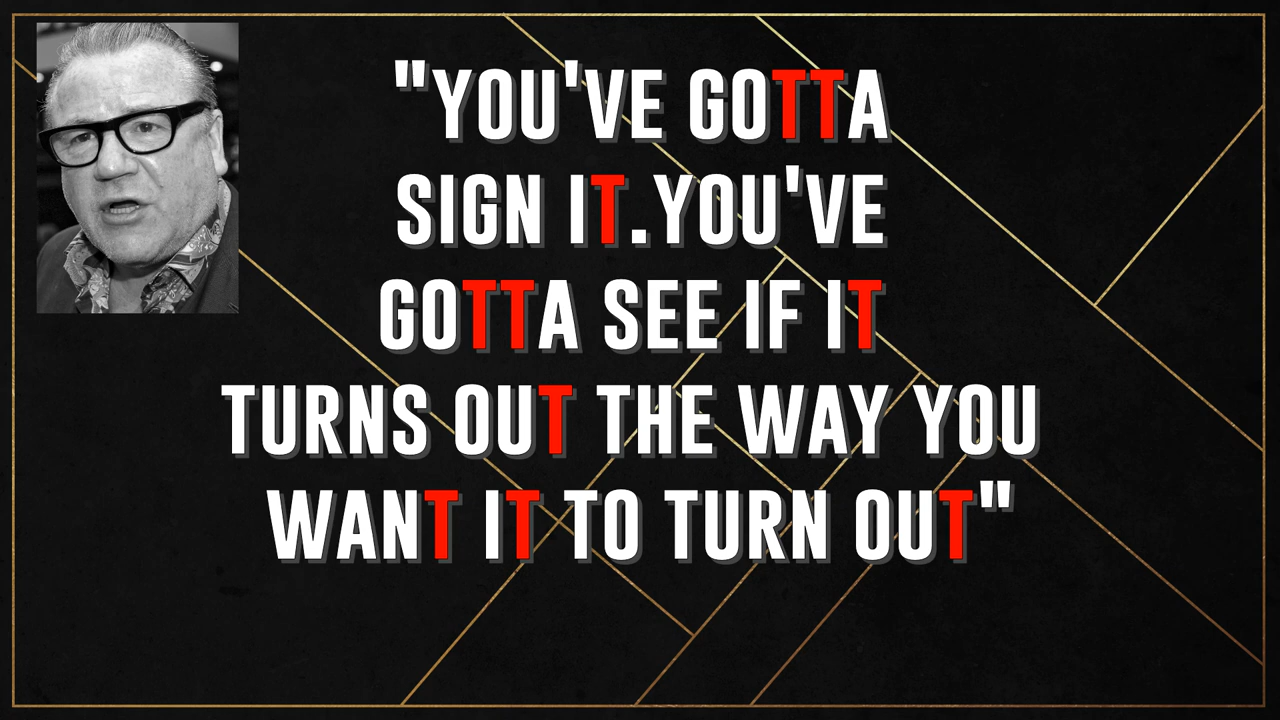 "YOU'VE GOTTA
SIGN IT.YOU'VE
GOTTA SEE IF IT
TURNS OUT THE WAY YOU
WANT IT TO TURN OUT"